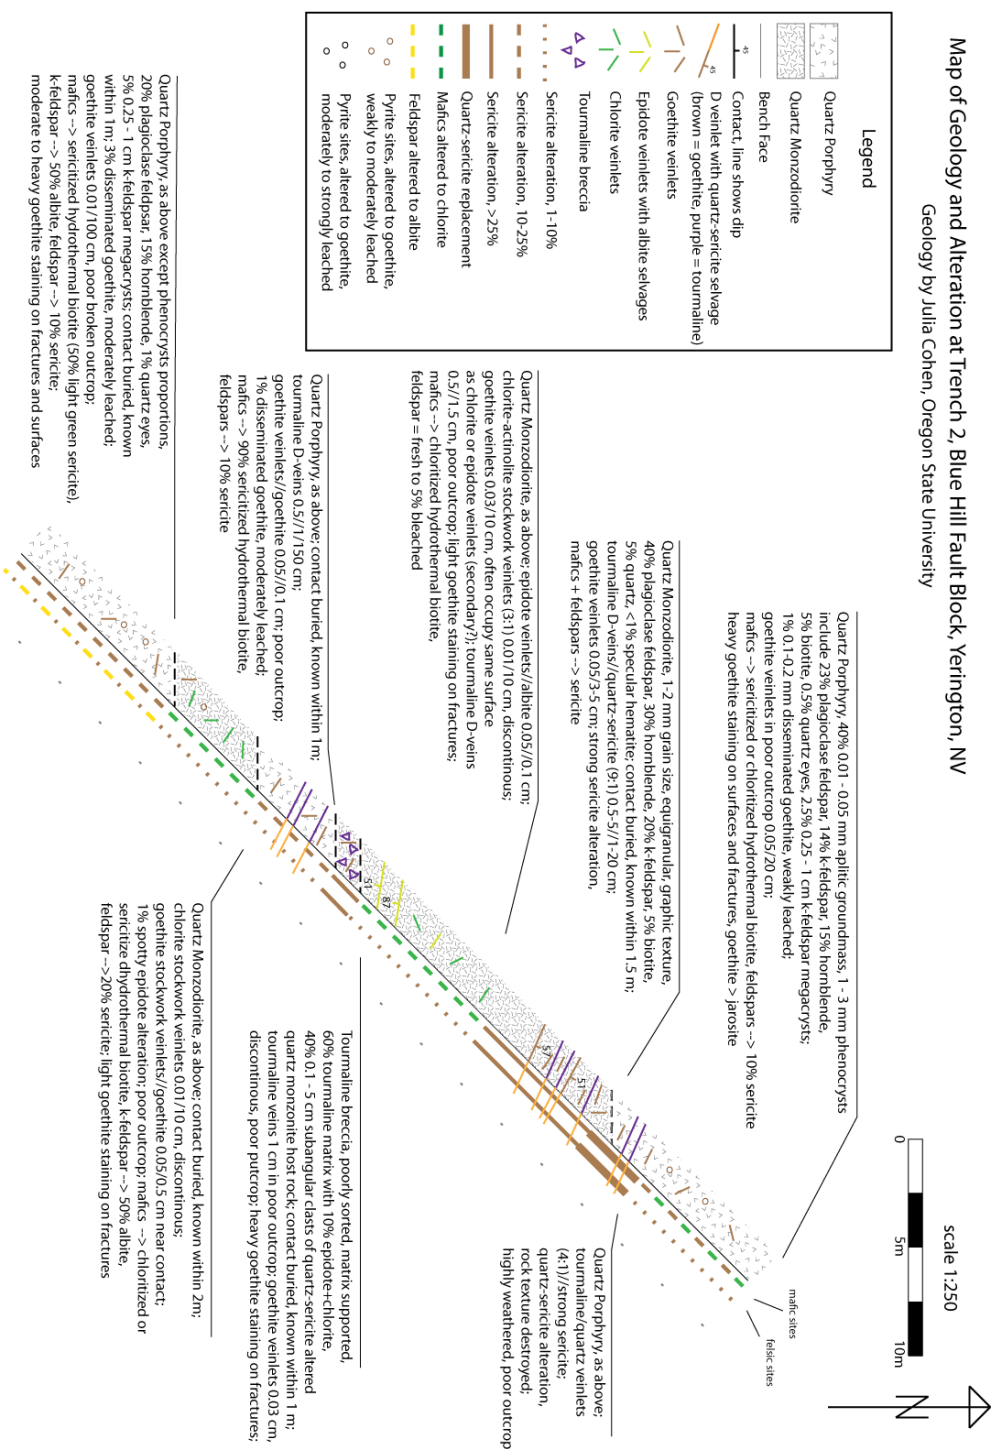 Map of Geology and Alteration at Trench 2, Blue Hill Fault Block, Yerington, NV
Geology by Julia Cohen, Oregon State University
Legend
Quartz Porphyry
Quartz Monzodiorite
Bench Face
45
Contact, line shows dip
45
D veinlet with quartz-sericite selvage
(brown = goethite, purple = tourmaline)
Goethite veinlets
Epidote veinlets with albite selvages
Chlorite veinlets
Tourmaline breccia
Sericite alteration, 1-10%
Sericite alteration, 10-25%
Sericite alteration, >25%
Quartz-sericite replacement
Mafics altered to chlorite
Feldspar altered to albite
Pyrite sites, altered to goethite,
weakly to moderately leached
Pyrite sites, altered to goethite,
moderately to strongly leached
scale 1:250
0
5m
10m
N
Quartz Porphyry, 40% 0.01 - 0.05 mm aplitic groundmass, 1 - 3 mm phenocrysts
include 23% plagioclase feldspar, 14% k-feldspar, 15% hornblende,
5% biotite, 0.5% quartz eyes, 2.5% 0.25 - 1 cm k-feldspar megacrysts;
1% 0.1-0.2 mm disseminated goethite, weakly leached;
goethite veinlets in poor outcrop 0.05/20 cm;
mafics --> sericitized or chloritized hydrothermal biotite, feldspars --> 10% sericite
heavy goethite staining on surfaces and fractures, goethite > jarosite
Quartz Monzodiorite, 1-2 mm grain size, equigranular, graphic texture,
40% plagioclase feldspar, 30% hornblende, 20% k-feldspar, 5% biotite,
5% quartz, <1% specular hematite; contact buried, known within 1.5 m;
tourmaline D-veins//quartz-sericite (9:1) 0.5-5//1-20 cm;
goethite veinlets 0.05/3-5 cm; strong sericite alteration,
mafics + feldspars --> sericite
Quartz Monzodiorite, as above; epidote veinlets//albite 0.05//0.1 cm;
chlorite-actinolite stockwork veinlets (3:1) 0.01/10 cm, discontinuous;
goethite veinlets 0.03/10 cm, often occupy same surface
as chlorite or epidote veinlets (secondary?); tourmaline D-veins
0.5//1.5 cm, poor outcrop; light goethite staining on fractures;
mafics --> chloritized hydrothermal biotite,
feldspar = fresh to 5% bleached
Quartz Porphyry, as above; contact buried, known within 1m;
tourmaline D-veins 0.5//1/150 cm;
goethite veinlets//goethite 0.05//0.1 cm; poor outcrop;
1% disseminated goethite, moderately leached;
mafics --> 90% sericitized hydrothermal biotite,
feldspars --> 10% sericite
Quartz Porphyry, as above except phenocrysts proportions,
20% plagioclase feldpsar, 15% hornblende, 1% quartz eyes,
5% 0.25 - 1 cm k-feldspar megacrysts; contact buried, known
within 1m; 3% disseminated goethite, moderately leached;
goethite veinlets 0.01/100 cm, poor broken outcrop;
mafics --> sericitized hydrothermal biotite (50% light green sericite),
k-feldspar --> 50% albite, feldspar --> 10% sericite;
moderate to heavy goethite staining on fractures and surfaces
mafic sites
felsic sites
51
57
87
51
Quartz Porphyry, as above;
tourmaline/quartz veinlets
(4:1)//strong sericite;
quartz-sericite alteration,
rock texture destroyed;
highly weathered, poor outcrop
Tourmaline breccia, poorly sorted, matrix supported,
60% tourmaline matrix with 10% epidote+chlorite,
40% 0.1 - 5 cm subangular clasts of quartz-sericite altered
quartz monzonite host rock; contact buried, known within 1 m;
tourmaline veins 1 cm in poor outcrop; goethite veinlets 0.03 cm,
discontinous, poor putcrop; heavy goethite staining on fractures;
Quartz Monzodiorite, as above; contact buried, known within 2m;
chlorite stockwork veinlets 0.01/10 cm, discontinous;
goethite stockwork veinlets//goethite 0.05/0.5 cm near contact;
1% spotty epidote alteration; poor outcrop; mafics --> chloritized or
sericitize dhydrothermal biotite, k-feldspar --> 50% albite,
feldspar -->20% sericite; light goethite staining on fractures